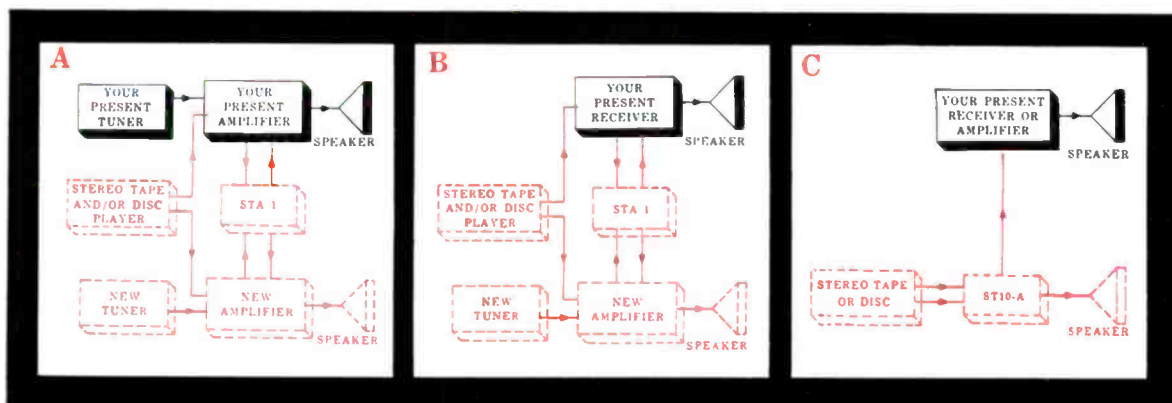 A
YOUR
PRESENT
TUNER
YOUR
PRESENT
AMPLIFIER
SPEAKER
STEREO TAPE
AND/OR DISC
PLAYER
STA 1
NEW
TUNER
NEW
AMPLIFIER
SPEAKER
B
YOUR
PRESENT
RECEIVER
SPEAKER
STEREO TAPE
AND/OR DISC
PLAYER
STA 1
NEW
TUNER
NEW
AMPLIFIER
SPEAKER
C
YOUR PRESENT
RECEIVER OR
AMPLIFIER
SPEAKER
STEREO TAPE
OR DISC
ST10-A
SPEAKER